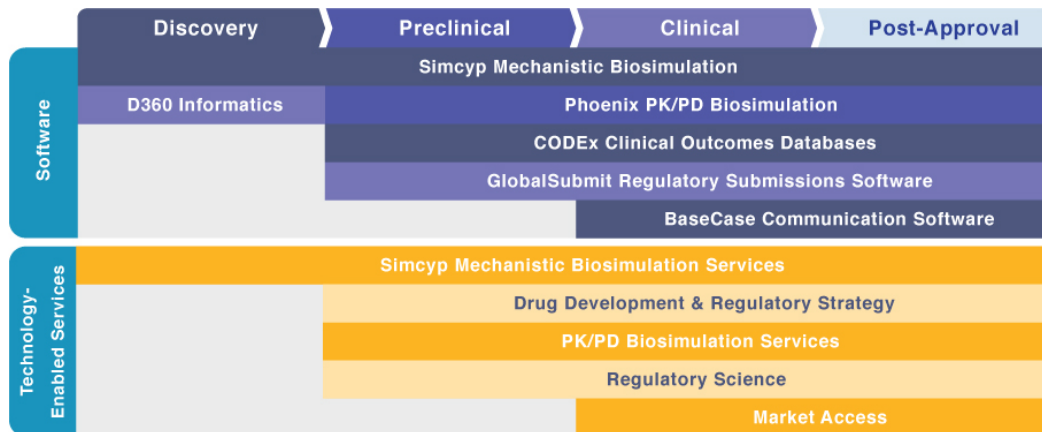 Discovery
Preclinical
Clinical
Post-Approval
Software
Simcyp Mechanistic Biosimulation
D360 Informatics
Phoenix PK/PD Biosimulation
CODEx Clinical Outcomes Databases
GlobalSubmit Regulatory Submissions Software
BaseCase Communication Software
Technology-
Enabled Services
Simcyp Mechanistic Biosimulation Services
Drug Development & Regulatory Strategy
PK/PD Biosimulation Services
Regulatory Science
Market Access